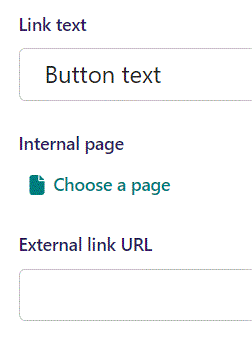 Link text
Button text
Internal page
Choose a page
External link URL